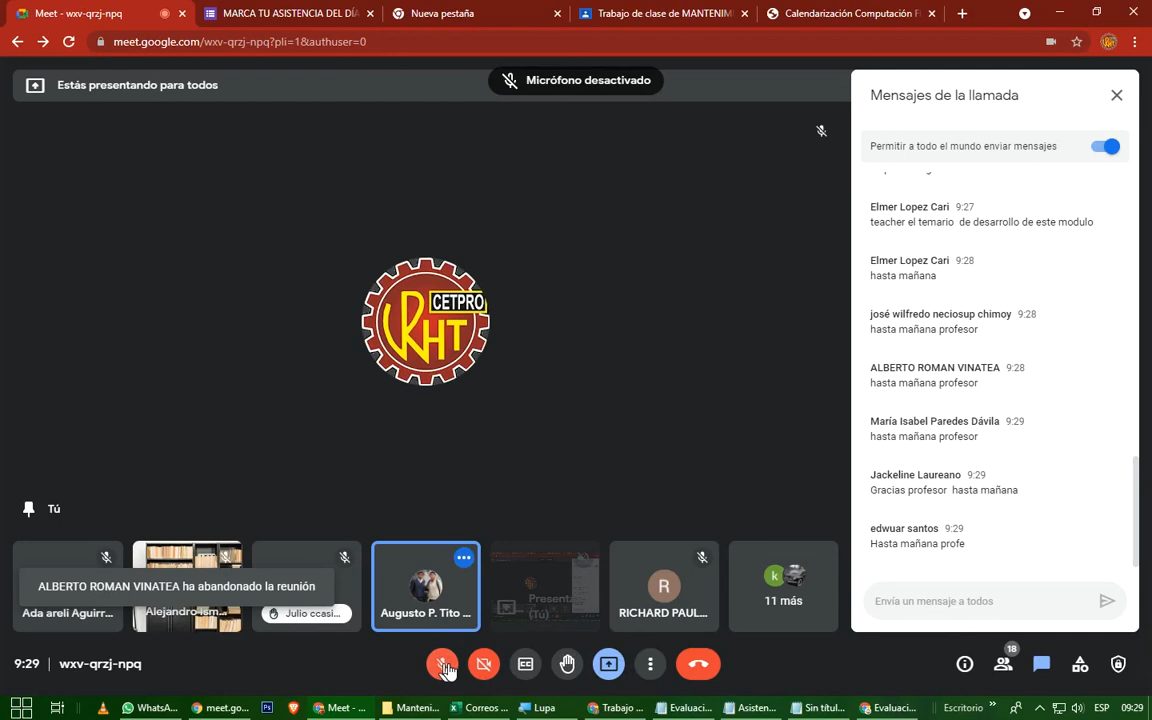 Meet - wxv-qrzj-npq
MARCA TU ASISTENCIA DEL DÍA
Nueva pestaña
Trabajo de clase de MANTENIM
Calendarización Computación F
meet.google.com/wxv-qrzj-npq?pli=1&authuser=0
Estás presentando para todos
Micrófono desactivado
Mensajes de la llamada
Permitir a todo el mundo enviar mensajes
Elmer Lopez Cari 9:27
teacher el temario de desarrollo de este modulo
Elmer Lopez Cari 9:28
hasta mañana
josé wilfredo neciosup chimoy 9:28
hasta mañana profesor
ALBERTO ROMAN VINATEA 9:28
hasta mañana profesor
María Isabel Paredes Dávila 9:29
hasta mañana profesor
Jackeline Laureano 9:29
Gracias profesor hasta mañana
edwuar santos 9:29
Hasta mañana profe
CETPRO
Tú
ALBERTO ROMAN VINATEA ha abandonado la reunión
Ada areli Aguirr...
Alejandro Ism...
Julio ccasi...
Augusto P. Tito ...
Presenta
(Tú)
R
RICHARD PAUL...
k
11 más
Envía un mensaje a todos
9:29 | wxv-qrzj-npq
18
WhatsA...
meet.go...
Ps
Meet - ...
Manteni...
Correos ...
Lupa
Trabajo ...
Evaluaci...
Asisten...
Sin títul...
Evaluaci...
Escritorio
ESP
09:29